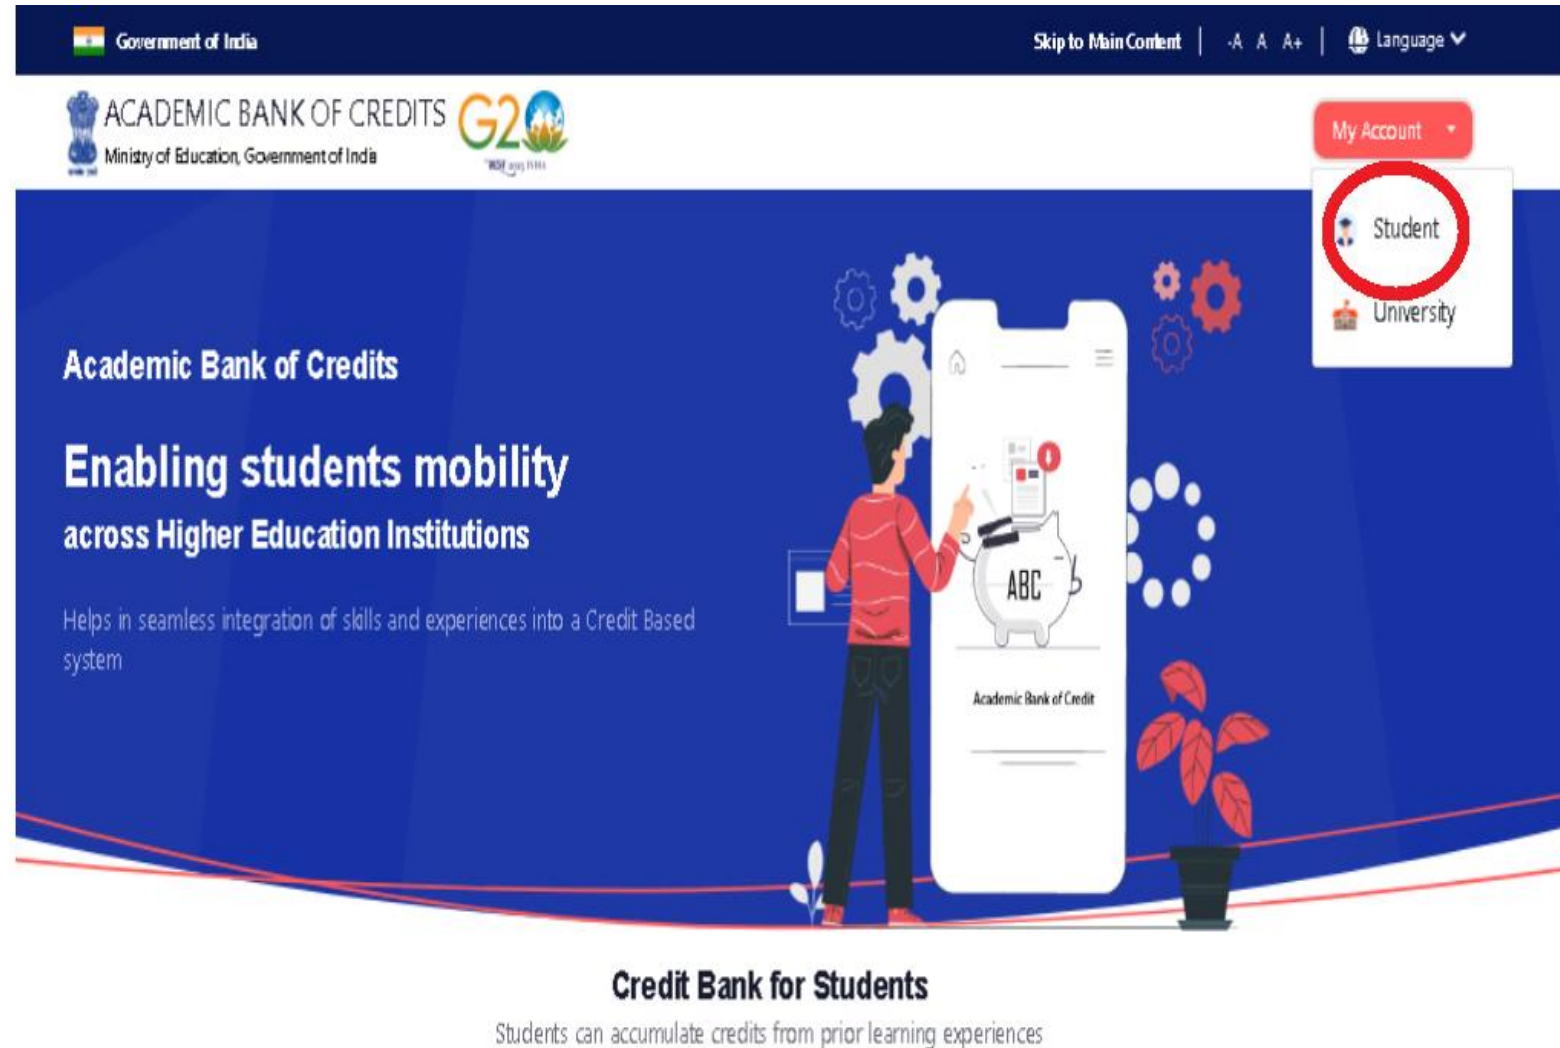 Government of India
Skip to Main Content
-A A A+
Language
ACADEMIC BANK OF CREDITS
G20
Ministry of Education, Government of India
My Account
Student
University
Academic Bank of Credits
Enabling students mobility
across Higher Education Institutions
Helps in seamless integration of skills and experiences into a Credit Based
system
ABC
Academic Bank of Credit
Credit Bank for Students
Students can accumulate credits from prior learning experiences